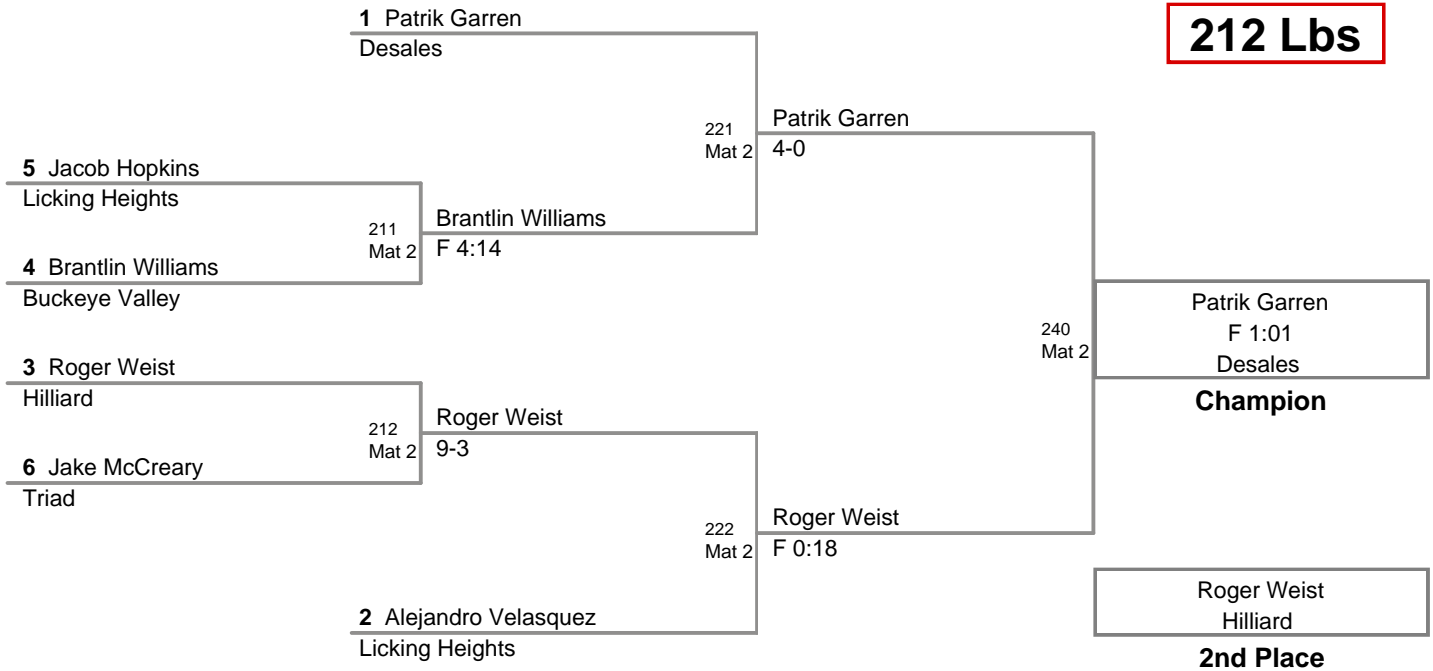 1 Patrik Garren
Desales
212 Lbs
221
Mat 2
Patrik Garren
4-0
5 Jacob Hopkins
Licking Heights
211
Mat 2
Brantlin Williams
F 4:14
4 Brantlin Williams
Buckeye Valley
240
Mat 2
Patrik Garren
F 1:01
Desales
Champion
3 Roger Weist
Hilliard
212
Mat 2
Roger Weist
9-3
6 Jake McCreary
Triad
222
Mat 2
Roger Weist
F 0:18
2 Alejandro Velasquez
Licking Heights
Roger Weist
Hilliard
2nd Place